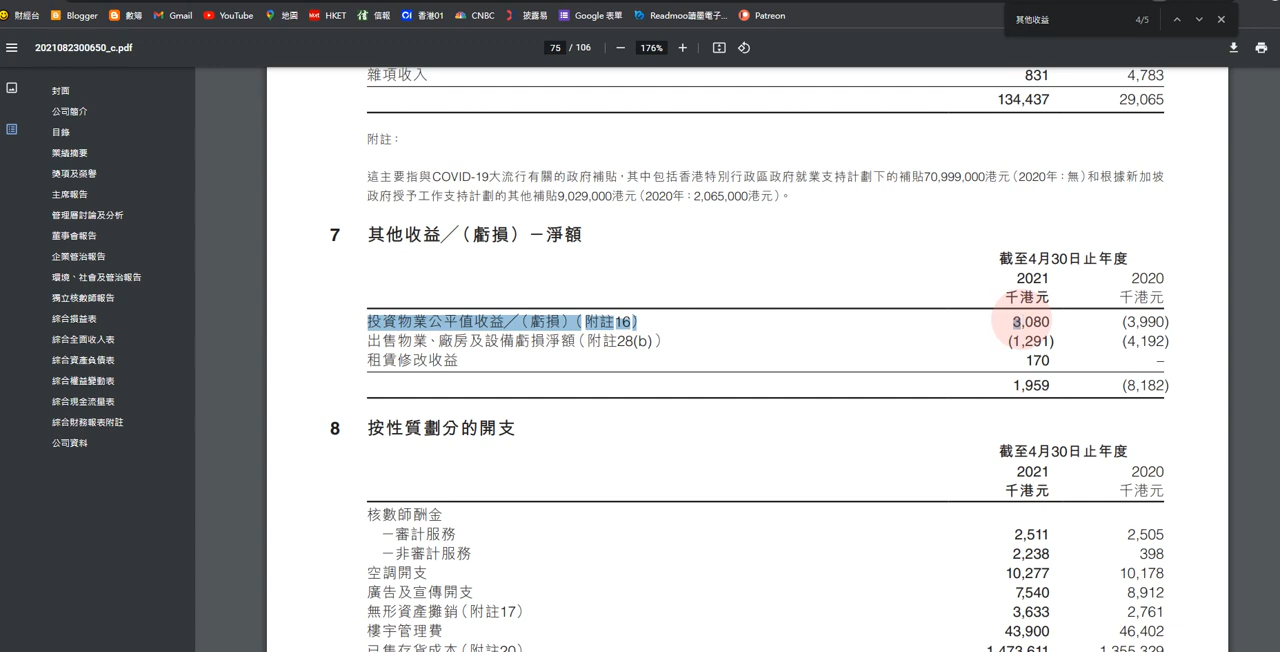 財經台 Blogger 數簿 Gmail YouTube 地圖 HKET 信報 香港01 CNBC 披露易 Google 表單 Readmoo讀墨電子... Patreon
其他收益 4/5
2021082300650_c.pdf 75 / 106 176%
封面
公司簡介
目錄
業績摘要
獎項及榮譽
主席報告
管理層討論及分析
董事會報告
企業管治報告
環境、社會及管治報告
獨立核數師報告
綜合損益表
綜合全面收入表
綜合資產負債表
綜合權益變動表
綜合現金流量表
綜合財務報表附註
公司資料
雜項收入 831 4,783
134,437 29,065
附註：
這主要指與COVID-19大流行有關的政府補貼，其中包括香港特別行政區政府就業支持計劃下的補貼70,999,000港元（2020年：無）和根據新加坡
政府授予工作支持計劃的其他補貼9,029,000港元（2020年：2,065,000港元）。
7 其他收益╱（虧損）－淨額
截至4月30日止年度
2021 2020
千港元 千港元
投資物業公平值收益╱（虧損）（附註16） 3,080 (3,990)
出售物業、廠房及設備虧損淨額（附註28(b)） (1,291) (4,192)
租賃修改收益 170 –
1,959 (8,182)
8 按性質劃分的開支
截至4月30日止年度
2021 2020
千港元 千港元
核數師酬金
－審計服務 2,511 2,505
－非審計服務 2,238 398
空調開支 10,277 10,178
廣告及宣傳開支 7,540 8,912
無形資產攤銷（附註17） 3,633 2,761
樓宇管理費 43,900 46,402
已售存貨成本（附註20） 1,473,611 1,355,329